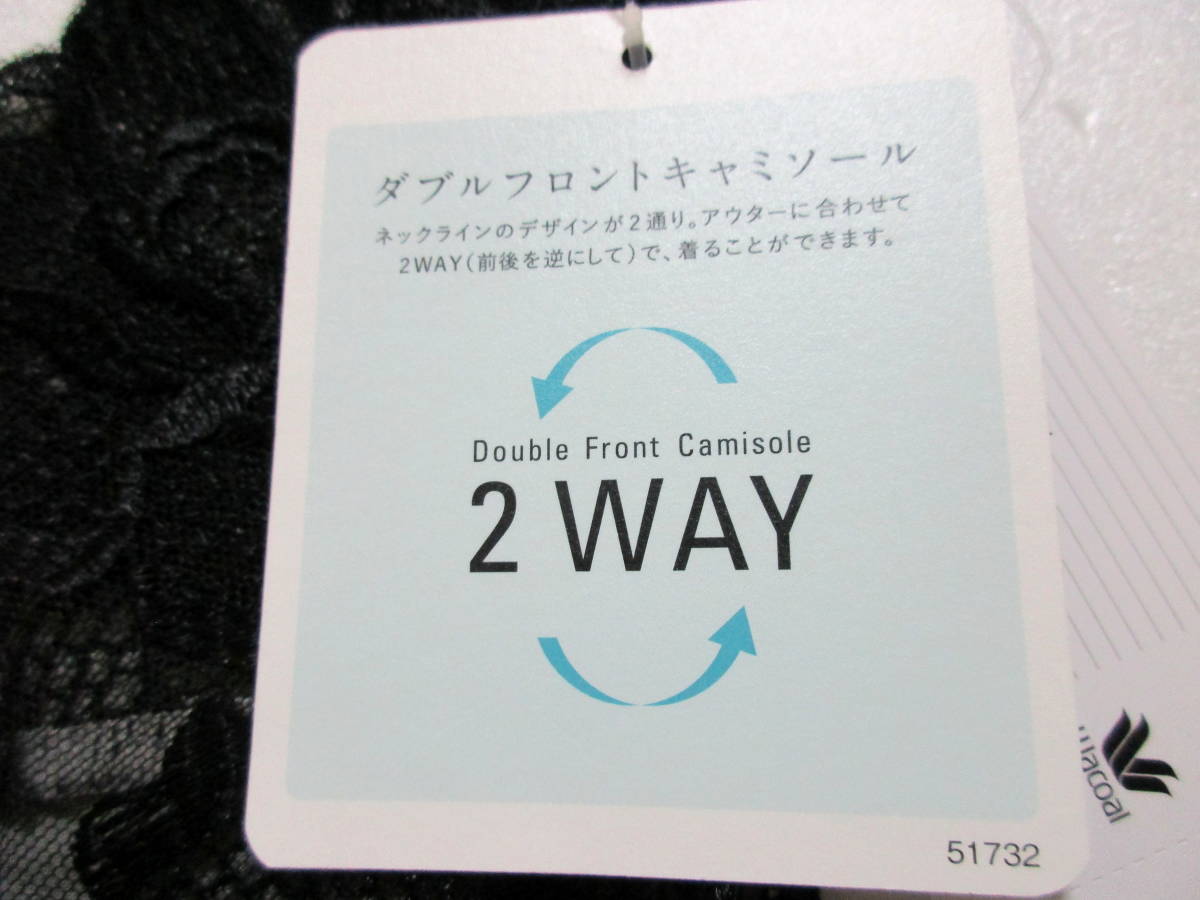 ダブルフロントキャミソール
ネックラインのデザインが2通り。アウターに合わせて
2WAY(前後を逆にして)で、着ることができます。
Double Front Camisole
2 WAY
Wacoal
51732